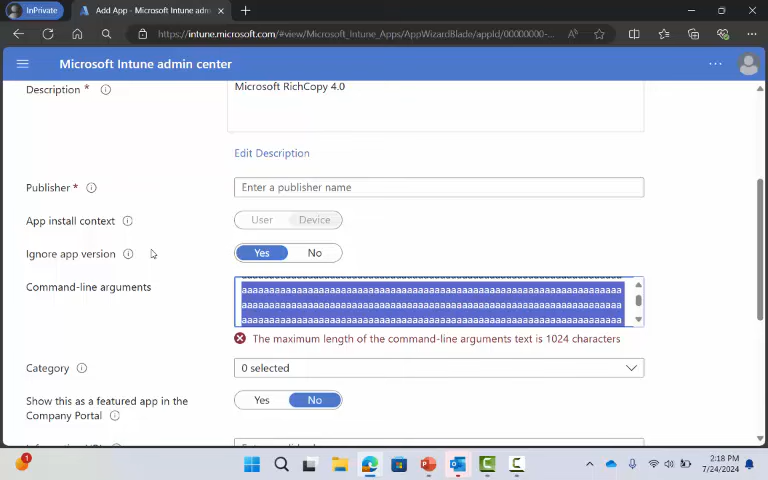 InPrivate
Add App - Microsoft Intune admin
https://intune.microsoft.com/#view/Microsoft_Intune_Apps/AppWizardBlade/appId/00000000-...
Microsoft Intune admin center
Description *
Microsoft RichCopy 4.0
Edit Description
Publisher *
Enter a publisher name
App install context
User
Device
Ignore app version
Yes
No
Command-line arguments
The maximum length of the command-line arguments text is 1024 characters
Category
0 selected
Show this as a featured app in the
Company Portal
Yes
No
2:18 PM
7/24/2024
1